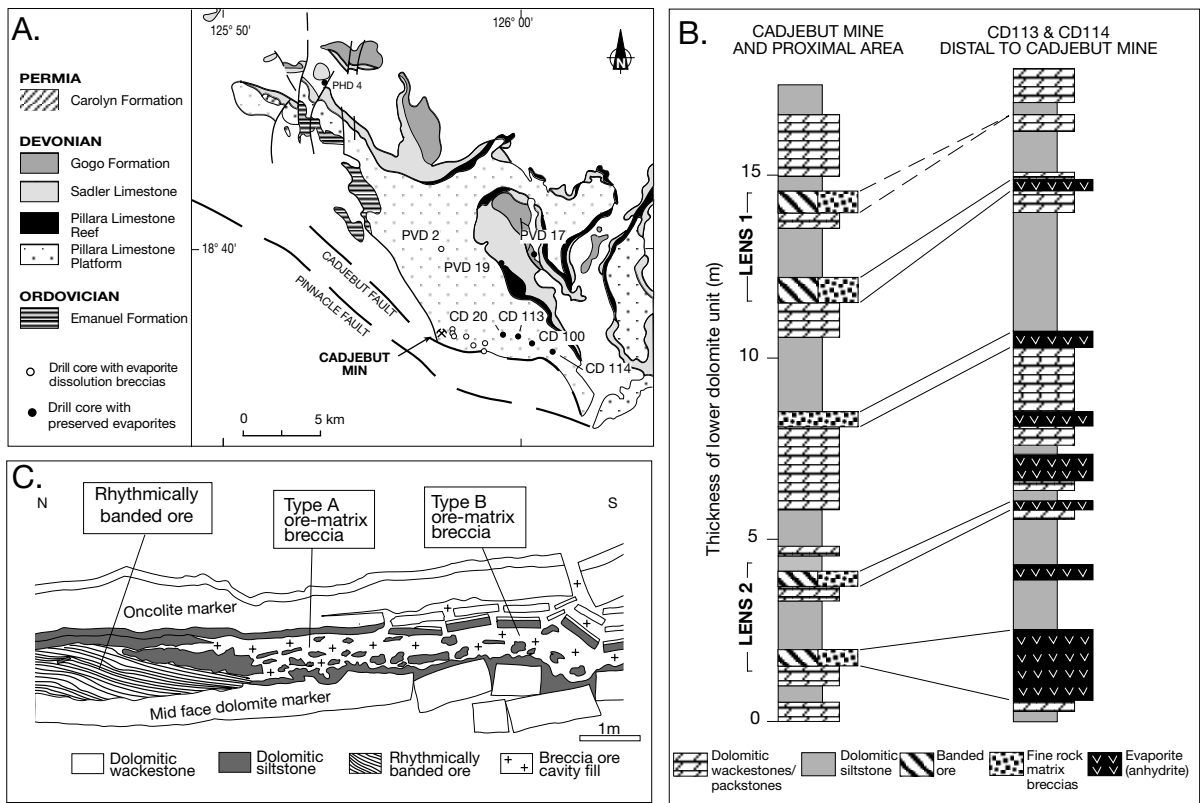 A.
125° 50'
126° 00'
N
PERMIA
Carolyn Formation
DEVONIAN
Gogo Formation
Sadler Limestone
Pillara Limestone
Reef
Pillara Limestone
Platform
ORDOVICIAN
Emanuel Formation
Drill core with evaporite
dissolution breccias
Drill core with
preserved evaporites
PHD 4
18° 40'
PVD 2
PVD 17
PVD 19
CADJEBUT FAULT
PINNACLE FAULT
CD 20
CD 113
CD 100
CD 114
CADJEBUT
MIN
0
5 km
B.
CADJEBUT MINE
AND PROXIMAL AREA
CD113 & CD114
DISTAL TO CADJEBUT MINE
Thickness of lower dolomite unit (m)
15
10
5
0
LENS 1
LENS 2
Dolomitic
wackestones/
packstones
Dolomitic
siltstone
Banded
ore
Fine rock
matrix
breccias
Evaporite
(anhydrite)
C.
N
S
Rhythmically
banded ore
Type A
ore-matrix
breccia
Type B
ore-matrix
breccia
Oncolite marker
Mid face dolomite marker
1m
Dolomitic
wackestone
Dolomitic
siltstone
Rhythmically
banded ore
Breccia ore
cavity fill